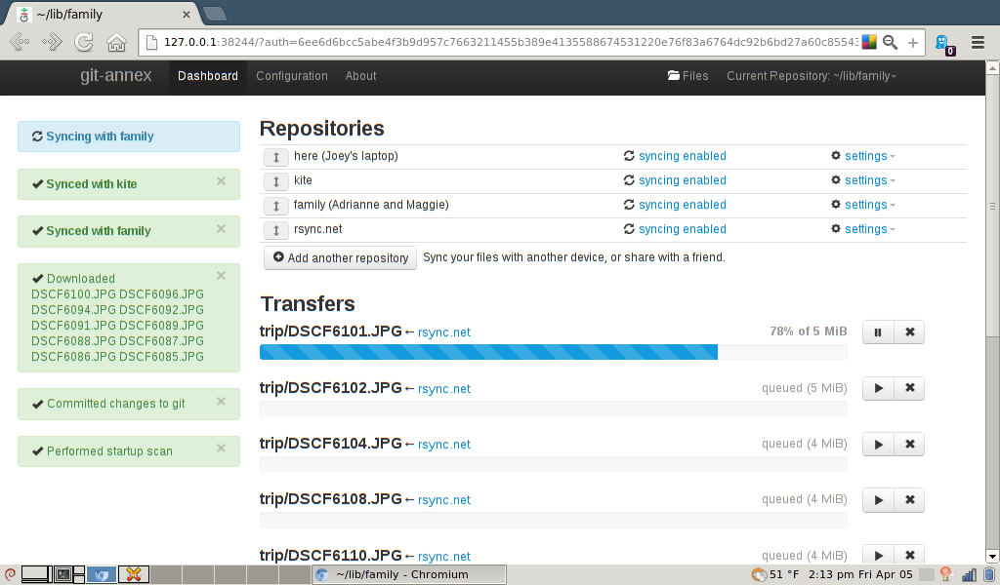 ~/lib/family
127.0.0.1:38244/?auth=6ee6d6bcc5abe4f3b9d957c7663211455b389e4135588674531220e76f83a6764dc92b6bd27a60c85543
0
git-annex Dashboard Configuration About Files Current Repository: ~/lib/family
Syncing with family
Synced with kite
Synced with family
Downloaded
DSCF6100.JPG DSCF6096.JPG
DSCF6094.JPG DSCF6092.JPG
DSCF6091.JPG DSCF6089.JPG
DSCF6088.JPG DSCF6087.JPG
DSCF6086.JPG DSCF6085.JPG
Committed changes to git
Performed startup scan
Repositories
here (Joey's laptop) syncing enabled settings
kite syncing enabled settings
family (Adrianne and Maggie) syncing enabled settings
rsync.net syncing enabled settings
Add another repository Sync your files with another device, or share with a friend.
Transfers
trip/DSCF6101.JPG ← rsync.net 78% of 5 MiB
trip/DSCF6102.JPG ← rsync.net queued (5 MiB)
trip/DSCF6104.JPG ← rsync.net queued (4 MiB)
trip/DSCF6108.JPG ← rsync.net queued (4 MiB)
trip/DSCF6110.JPG ← rsync.net queued (4 MiB)
~/lib/family - Chromium 51 °F 2:13 pm Fri Apr 05